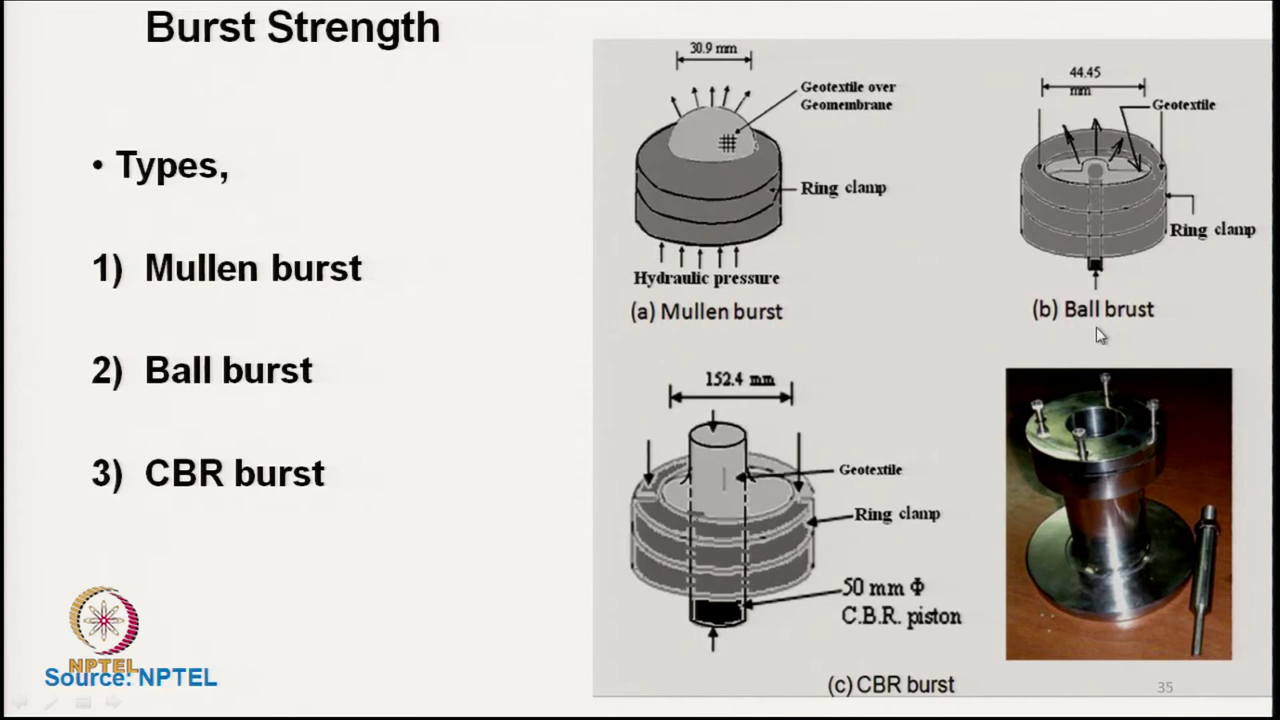 Burst Strength
• Types,
1) Mullen burst
2) Ball burst
3) CBR burst
30.9 mm
Geotextile over
Geomembrane
Ring clamp
Hydraulic pressure
(a) Mullen burst
44.45
mm
Geotextile
Ring clamp
(b) Ball brust
152.4 mm
Geotextile
Ring clamp
50 mm Φ
C.B.R. piston
(c) CBR burst
35
NPTEL
Source: NPTEL